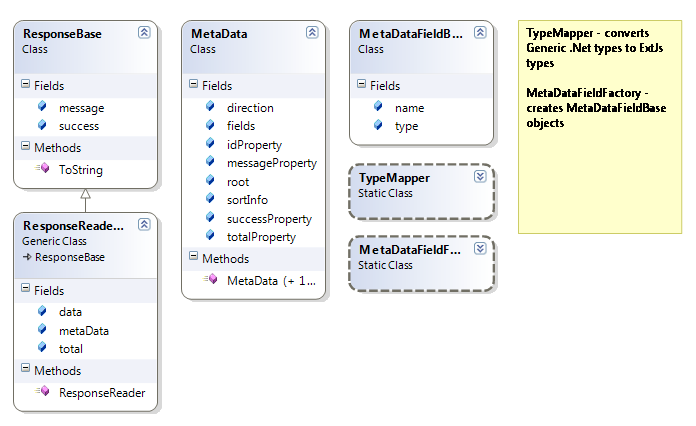 ResponseBase
Class
Fields
message
success
Methods
ToString
ResponseReade...
Generic Class
ResponseBase
Fields
data
metaData
total
Methods
ResponseReader
MetaData
Class
Fields
direction
fields
idProperty
messageProperty
root
sortInfo
successProperty
totalProperty
Methods
MetaData (+ 1...
MetaDataFieldB...
Class
Fields
name
type
TypeMapper
Static Class
MetaDataFieldF...
Static Class
TypeMapper - converts
Generic .Net types to ExtJs
types
MetaDataFieldFactory -
creates MetaDataFieldBase
objects